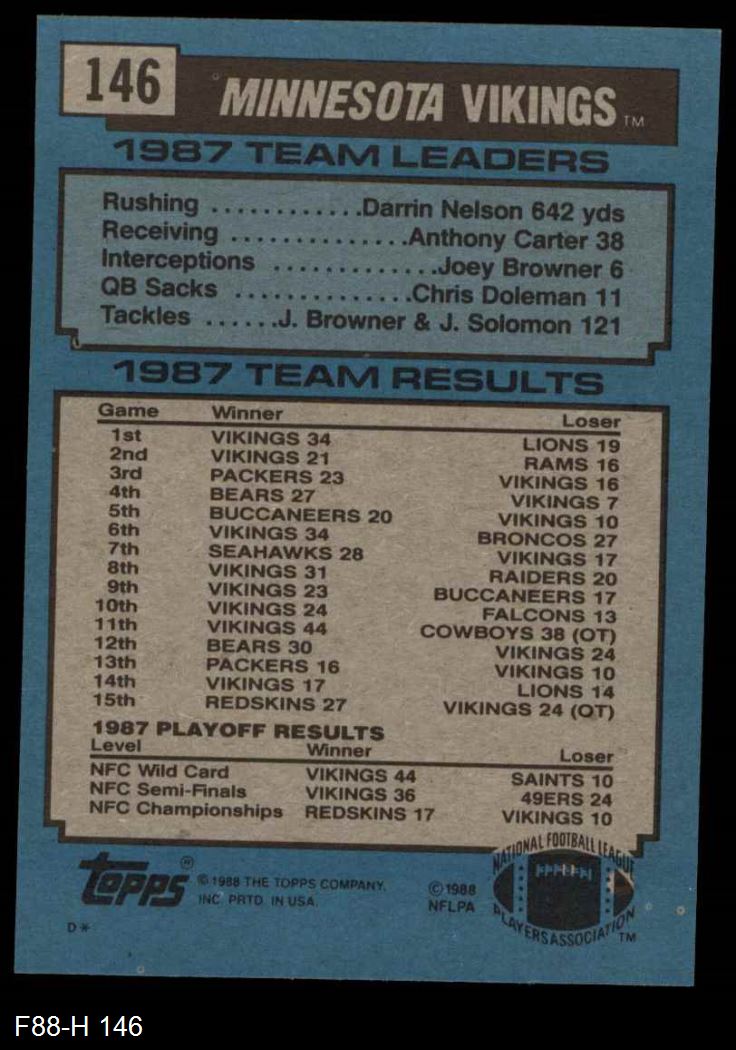 146
MINNESOTA VIKINGS TM
1987 TEAM LEADERS
Rushing ............Darrin Nelson 642 yds
Receiving ..............Anthony Carter 38
Interceptions .............Joey Browner 6
QB Sacks ..............Chris Doleman 11
Tackles ......J. Browner & J. Solomon 121
1987 TEAM RESULTS
Game Winner Loser
1st VIKINGS 34 LIONS 19
2nd VIKINGS 21 RAMS 16
3rd PACKERS 23 VIKINGS 16
4th BEARS 27 VIKINGS 7
5th BUCCANEERS 20 VIKINGS 10
6th VIKINGS 34 BRONCOS 27
7th SEAHAWKS 28 VIKINGS 17
8th VIKINGS 31 RAIDERS 20
9th VIKINGS 23 BUCCANEERS 17
10th VIKINGS 24 FALCONS 13
11th VIKINGS 44 COWBOYS 38 (OT)
12th BEARS 30 VIKINGS 24
13th PACKERS 16 VIKINGS 10
14th VIKINGS 17 LIONS 14
15th REDSKINS 27 VIKINGS 24 (OT)
1987 PLAYOFF RESULTS
Level Winner Loser
NFC Wild Card VIKINGS 44 SAINTS 10
NFC Semi-Finals VIKINGS 36 49ERS 24
NFC Championships REDSKINS 17 VIKINGS 10
topps ®
© 1988 THE TOPPS COMPANY,
INC. PRTD. IN USA.
© 1988
NFLPA
NATIONAL FOOTBALL LEAGUE
PLAYERS ASSOCIATION TM
D*
F88-H 146